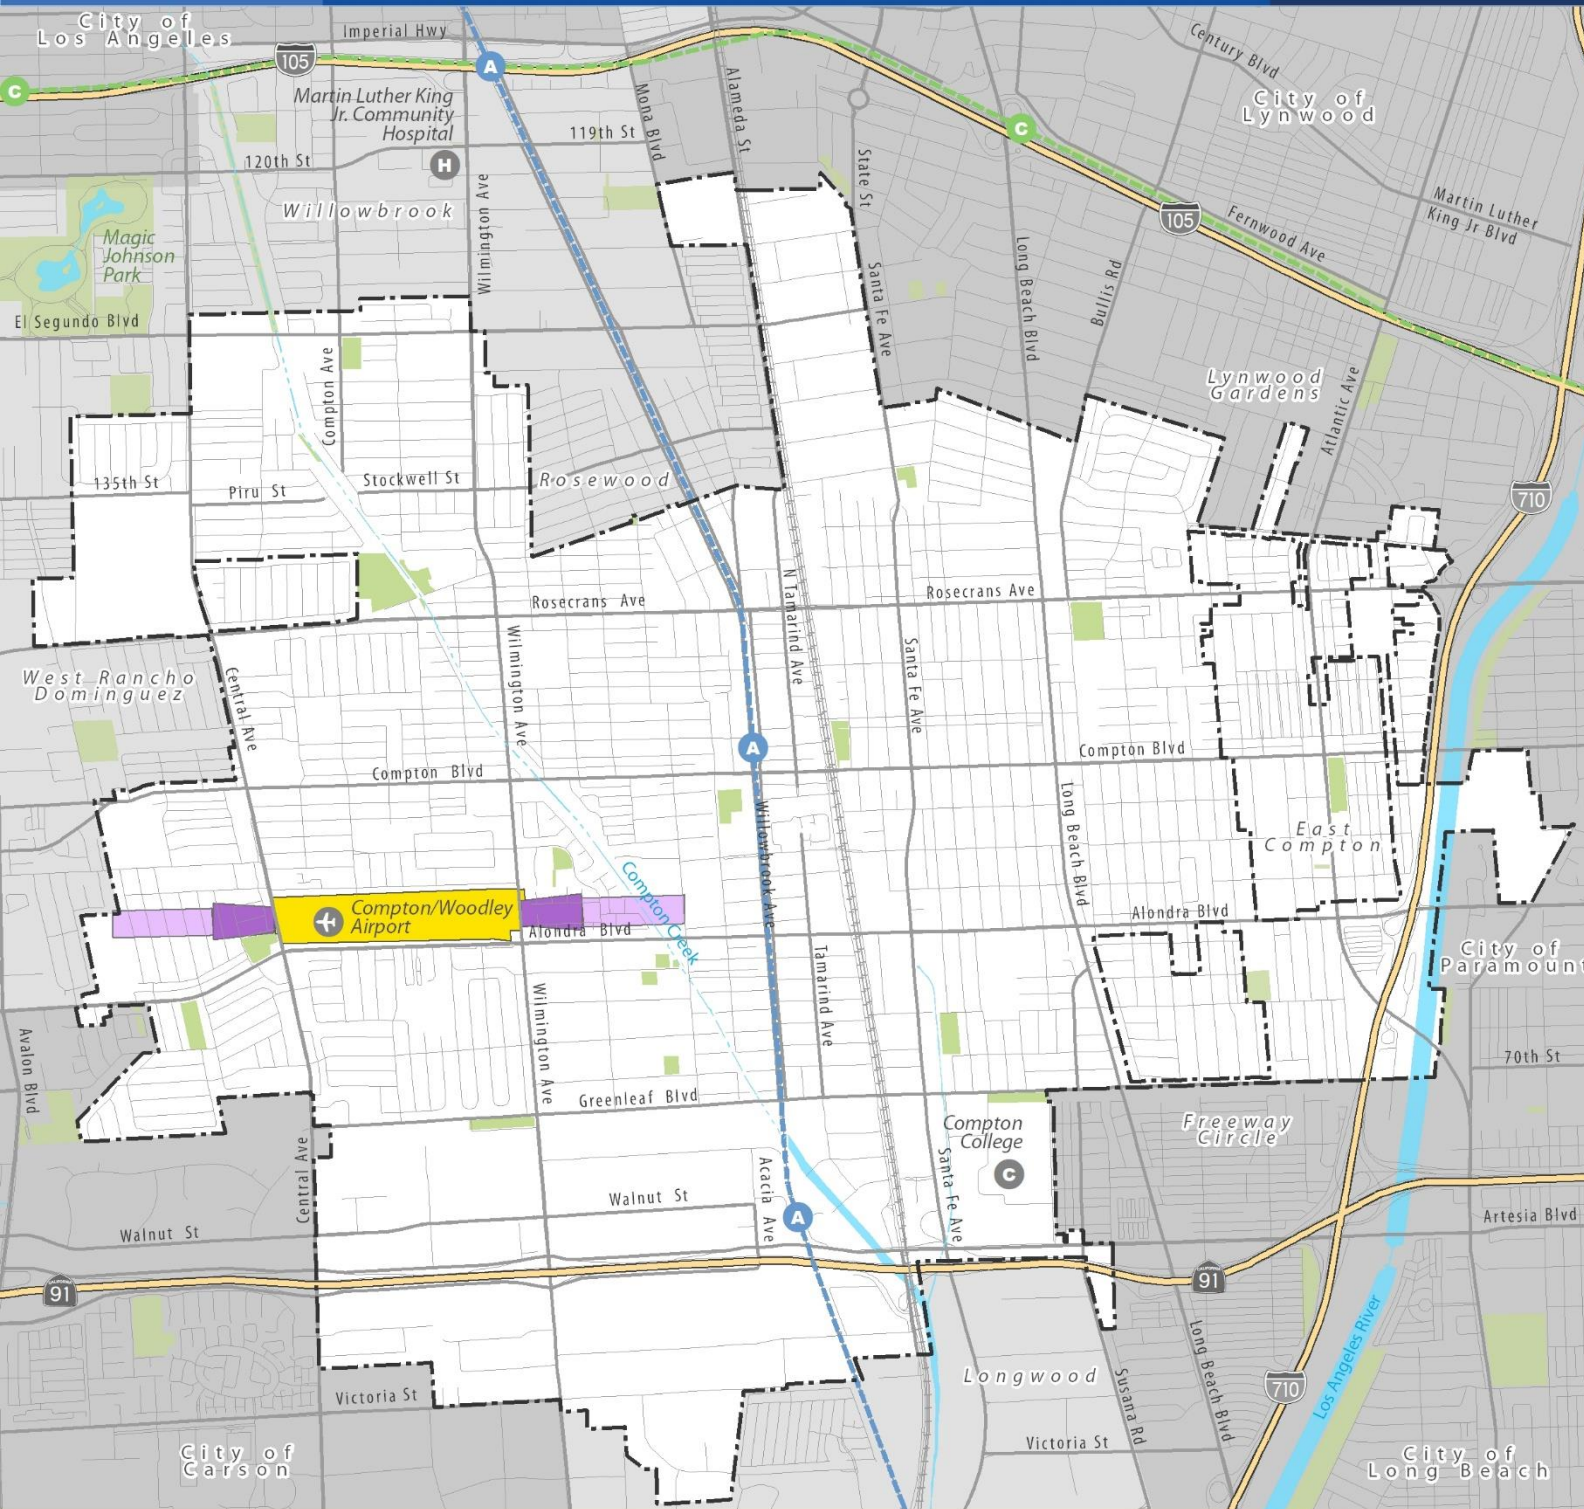 City of
Los Angeles
Imperial Hwy
105
A
C
Martin Luther King
Jr. Community
Hospital
H
119th St
120th St
Mona Blvd
Alameda St
State St
Century Blvd
City of
Lynwood
C
Martin Luther
King Jr Blvd
105
Fernwood Ave
Willowbrook
Wilmington Ave
Magic
Johnson
Park
El Segundo Blvd
Santa Fe Ave
Long Beach Blvd
Bullis Rd
Compton Ave
Lynwood
Gardens
Atlantic Ave
135th St
Piru St
Stockwell St
Rosewood
710
N Tamarind Ave
Rosecrans Ave
Rosecrans Ave
West Rancho
Dominguez
Central Ave
Wilmington Ave
Santa Fe Ave
A
Compton Blvd
Compton Blvd
Willowbrook Ave
Long Beach Blvd
East
Compton
Compton Creek
Compton/Woodley
Airport
Alondra Blvd
Alondra Blvd
City of
Paramount
Tamarind Ave
Wilmington Ave
Avalon Blvd
70th St
Greenleaf Blvd
Compton
College
C
Freeway
Circle
Central Ave
Acacia Ave
Santa Fe Ave
Walnut St
Walnut St
A
Artesia Blvd
CALIFORNIA
91
CALIFORNIA
91
Los Angeles River
Longwood
Susana Rd
Long Beach Blvd
710
Victoria St
Victoria St
City of
Carson
City of
Long Beach